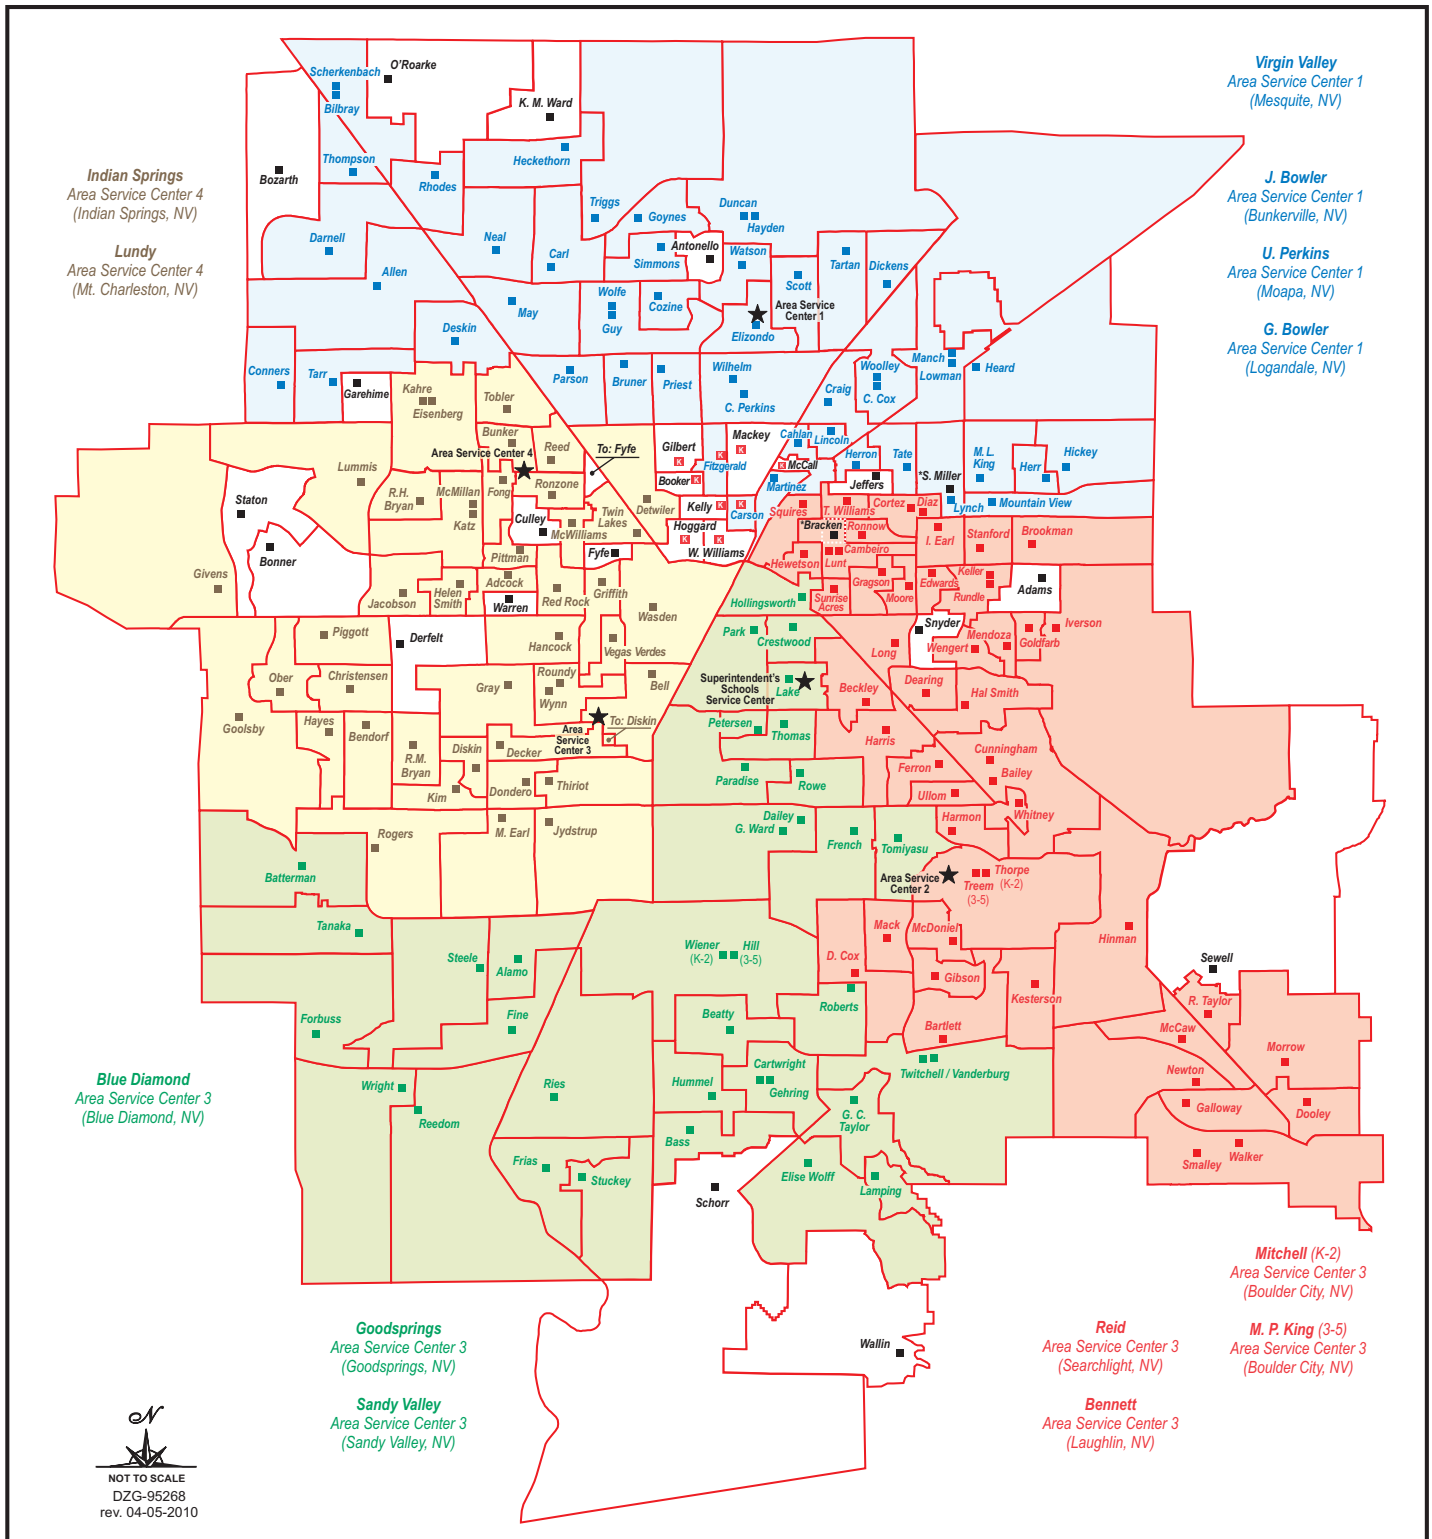 O'Roarke
Scherkenbach
Bilbray
K. M. Ward
Virgin Valley
Area Service Center 1
(Mesquite, NV)
Thompson
Bozarth
Rhodes
Heckethorn
Indian Springs
Area Service Center 4
(Indian Springs, NV)
J. Bowler
Area Service Center 1
(Bunkerville, NV)
Lundy
Area Service Center 4
(Mt. Charleston, NV)
U. Perkins
Area Service Center 1
(Moapa, NV)
G. Bowler
Area Service Center 1
(Logandale, NV)
Triggs
Goynes
Duncan
Hayden
Darnell
Neal
Carl
Simmons
Antonello
Watson
Tartan
Dickens
Allen
Scott
May
Wolfe
Guy
Cozine
Area Service
Center 1
Elizondo
Deskin
Conners
Tarr
Garehime
Kahre
Eisenberg
Tobler
Parson
Bruner
Priest
Wilhelm
C. Perkins
Craig
Woolley
C. Cox
Manch
Lowman
Heard
Bunker
Area Service Center 4
Reed
To: Fyfe
Gilbert
Mackey
Fitzgerald
Cahlan
Lincoln
McCall
Herron
Tate
M. L.
King
Herr
Hickey
Lummis
R.H.
Bryan
McMillan
Katz
Fong
Ronzone
Booker
Martinez
Jeffers
*S. Miller
Staton
Culley
McWilliams
Twin
Lakes
Detwiler
Kelly
Carson
Squires
T. Williams
Cortez
Diaz
Lynch
Mountain View
Hoggard
W. Williams
*Bracken
Ronnow
I. Earl
Stanford
Brookman
Bonner
Pittman
Fyfe
Hewetson
Lunt
Cambeiro
Givens
Jacobson
Helen
Smith
Adcock
Warren
Red Rock
Griffith
Wasden
Hollingsworth
Sunrise
Acres
Gragson
Moore
Edwards
Keller
Rundle
Adams
Piggott
Derfelt
Hancock
Vegas Verdes
Park
Crestwood
Long
Snyder
Wengert
Mendoza
Goldfarb
Iverson
Ober
Christensen
Gray
Roundy
Wynn
Bell
Superintendent's
Schools
Service Center
Lake
Beckley
Dearing
Hal Smith
Goolsby
Hayes
Bendorf
Area
Service
Center 3
To: Diskin
Petersen
Thomas
Harris
R.M.
Bryan
Diskin
Decker
Cunningham
Bailey
Ferron
Kim
Dondero
Thiriot
Paradise
Rowe
Ullom
Whitney
Rogers
M. Earl
Jydstrup
Dailey
G. Ward
French
Tomiyasu
Harmon
Batterman
Area Service
Center 2
Treem
(3-5)
Thorpe
(K-2)
Tanaka
Steele
Alamo
Wiener
(K-2)
Hill
(3-5)
Mack
McDoniel
D. Cox
Gibson
Kesterson
Hinman
Sewell
Forbuss
Fine
Beatty
Roberts
Bartlett
R. Taylor
McCaw
Morrow
Blue Diamond
Area Service Center 3
(Blue Diamond, NV)
Wright
Reedom
Ries
Hummel
Cartwright
Gehring
Twitchell / Vanderburg
G. C.
Taylor
Newton
Galloway
Dooley
Bass
Frias
Stuckey
Schorr
Elise Wolff
Lamping
Smalley
Walker
Mitchell (K-2)
Area Service Center 3
(Boulder City, NV)
Goodsprings
Area Service Center 3
(Goodsprings, NV)
Wallin
Reid
Area Service Center 3
(Searchlight, NV)
M. P. King (3-5)
Area Service Center 3
(Boulder City, NV)
Sandy Valley
Area Service Center 3
(Sandy Valley, NV)
Bennett
Area Service Center 3
(Laughlin, NV)
N
NOT TO SCALE
DZG-95268
rev. 04-05-2010
K
K
K
K
K
K
K
K